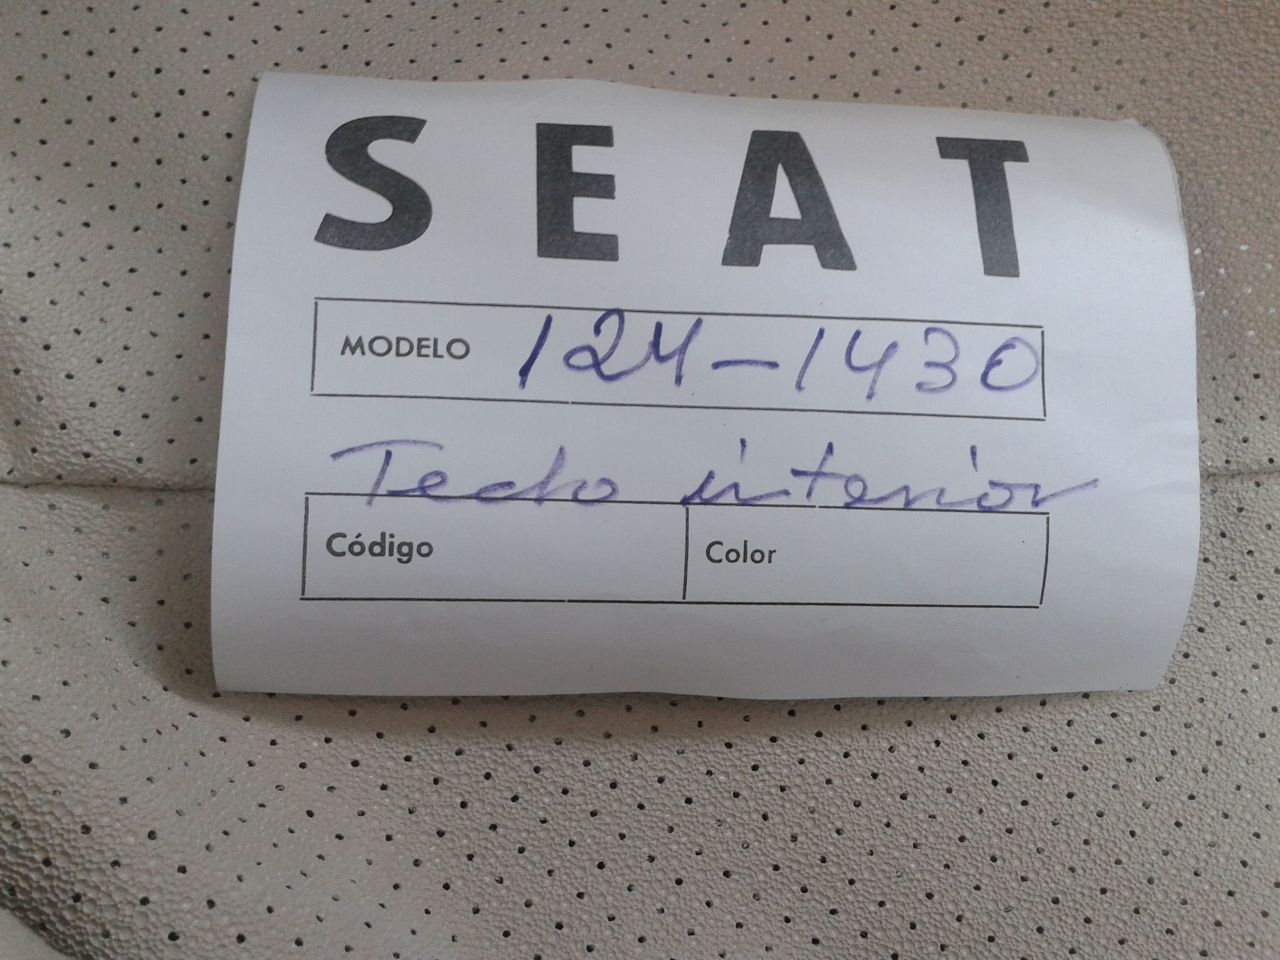 SEAT
MODELO 124-1430
Techo interior
Código Color